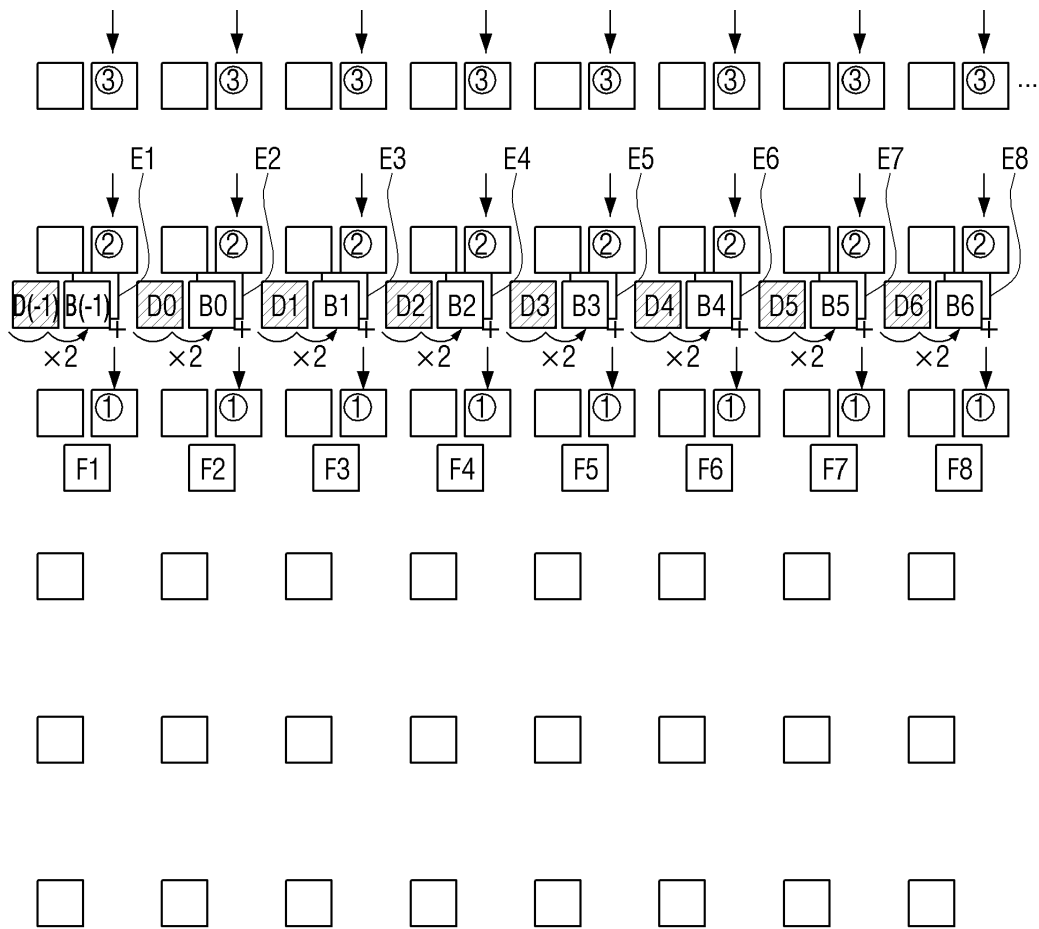 ③ ③ ③ ③ ③ ③ ③ ③ ...
E1 E2 E3 E4 E5 E6 E7 E8
② ② ② ② ② ② ② ②
D(-1) B(-1) D0 B0 D1 B1 D2 B2 D3 B3 D4 B4 D5 B5 D6 B6
+ + + + + + + +
×2 ×2 ×2 ×2 ×2 ×2 ×2 ×2
① ① ① ① ① ① ① ①
F1 F2 F3 F4 F5 F6 F7 F8